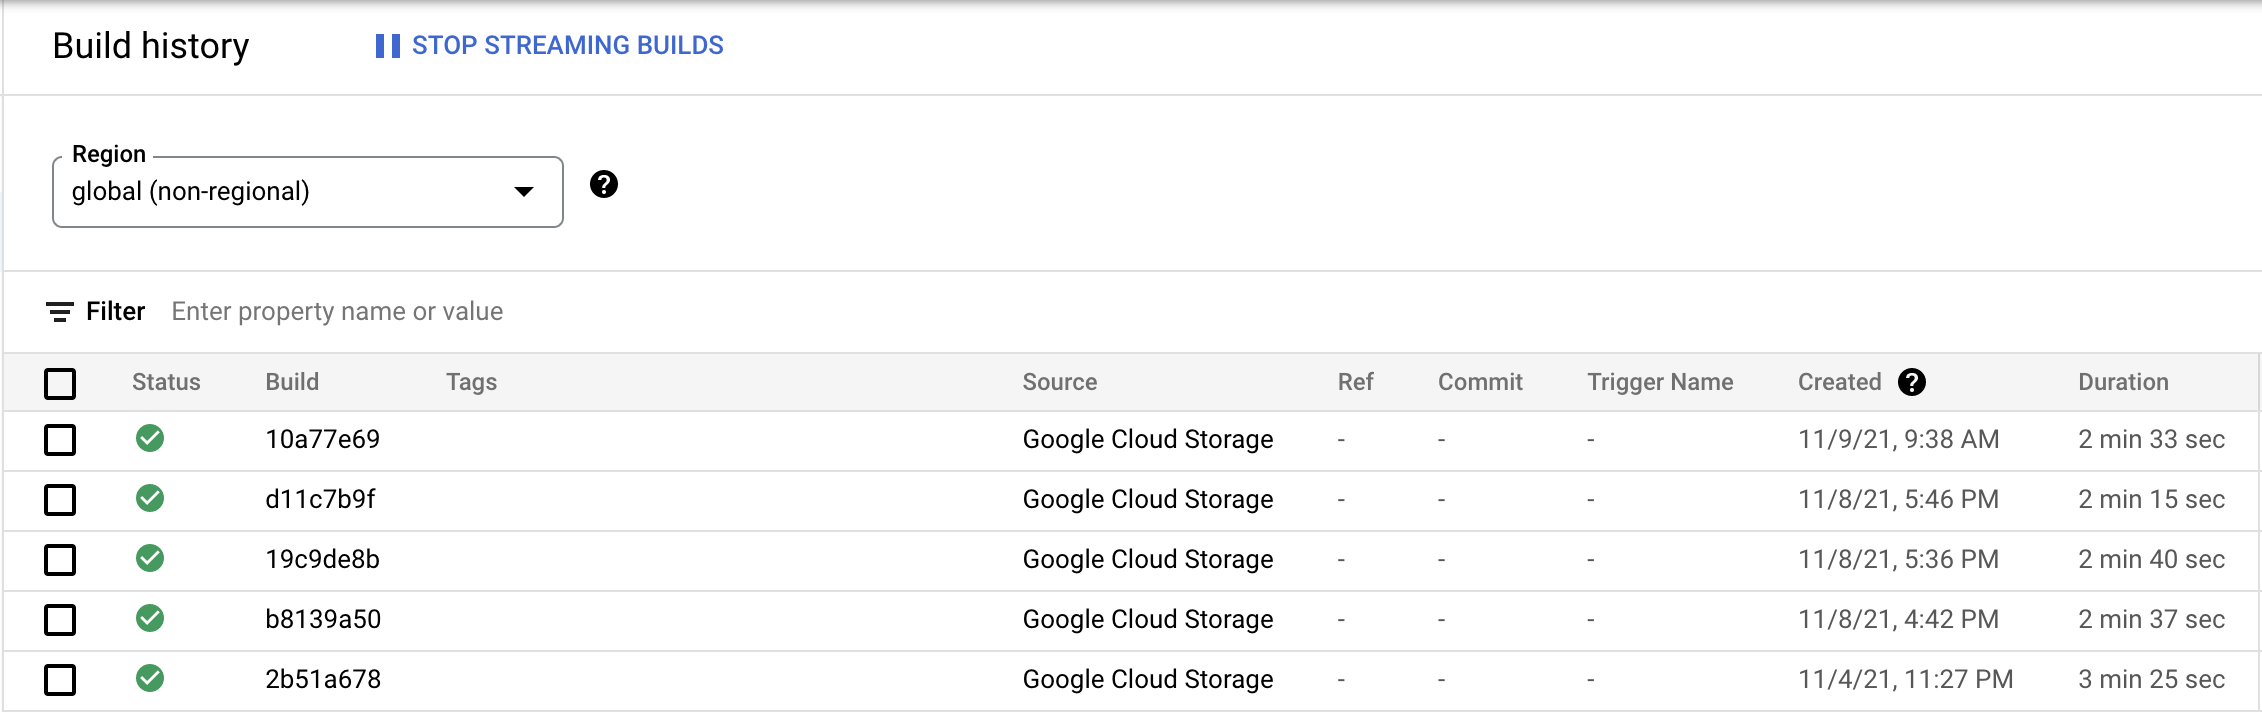 Build history STOP STREAMING BUILDS
Region
global (non-regional)
Filter Enter property name or value
Status Build Tags Source Ref Commit Trigger Name Created Duration
10a77e69 Google Cloud Storage - - - 11/9/21, 9:38 AM 2 min 33 sec
d11c7b9f Google Cloud Storage - - - 11/8/21, 5:46 PM 2 min 15 sec
19c9de8b Google Cloud Storage - - - 11/8/21, 5:36 PM 2 min 40 sec
b8139a50 Google Cloud Storage - - - 11/8/21, 4:42 PM 2 min 37 sec
2b51a678 Google Cloud Storage - - - 11/4/21, 11:27 PM 3 min 25 sec